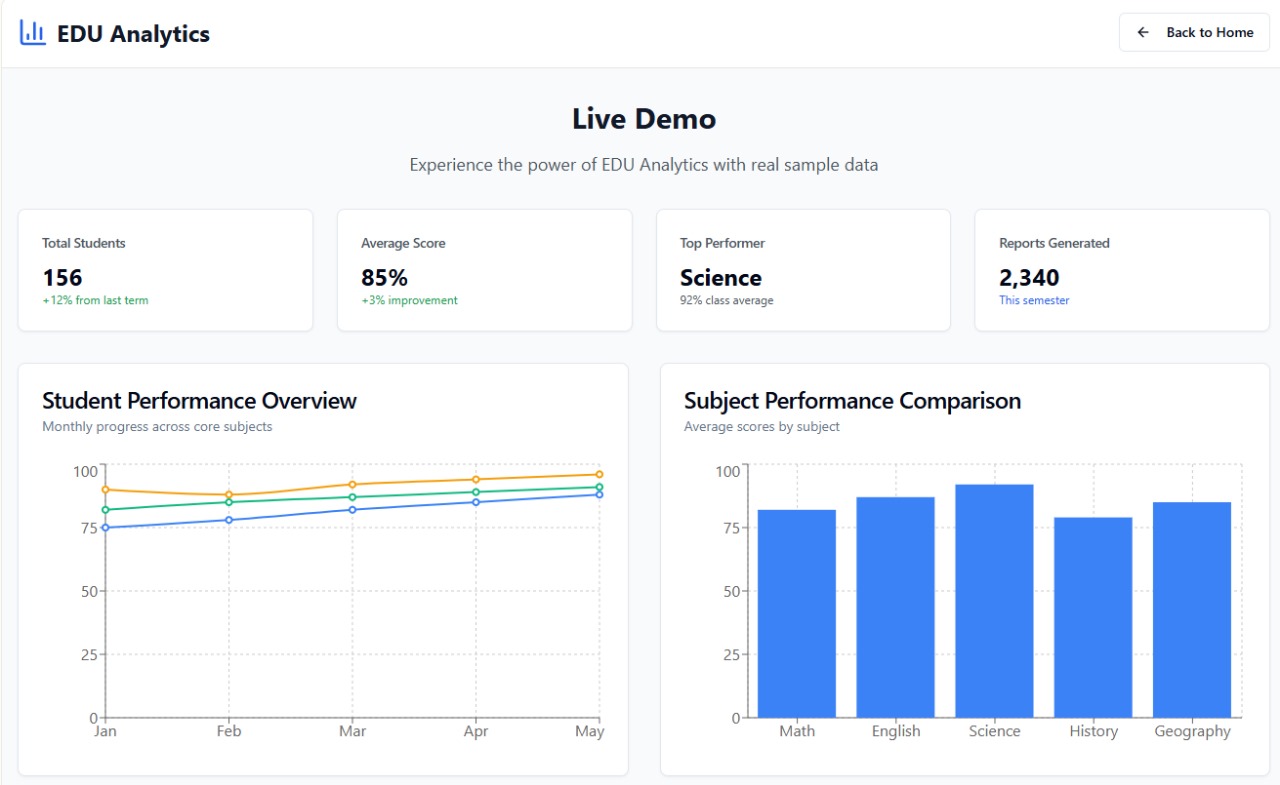 EDU Analytics
Back to Home
Live Demo
Experience the power of EDU Analytics with real sample data
Total Students
156
+12% from last term
Average Score
85%
+3% improvement
Top Performer
Science
92% class average
Reports Generated
2,340
This semester
Student Performance Overview
Monthly progress across core subjects
100
75
50
25
0
Jan Feb Mar Apr May
Subject Performance Comparison
Average scores by subject
100
75
50
25
0
Math English Science History Geography